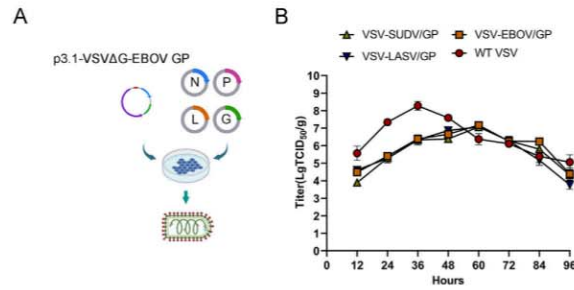 A
p3.1-VSVΔG-EBOV GP
N
P
L
G
B
VSV-SUDV/GP
VSV-EBOV/GP
VSV-LASV/GP
WT VSV
Titer(LgTCID₅₀/g)
10
9
8
7
6
5
4
3
2
1
0
0 12 24 36 48 60 72 84 96
Hours